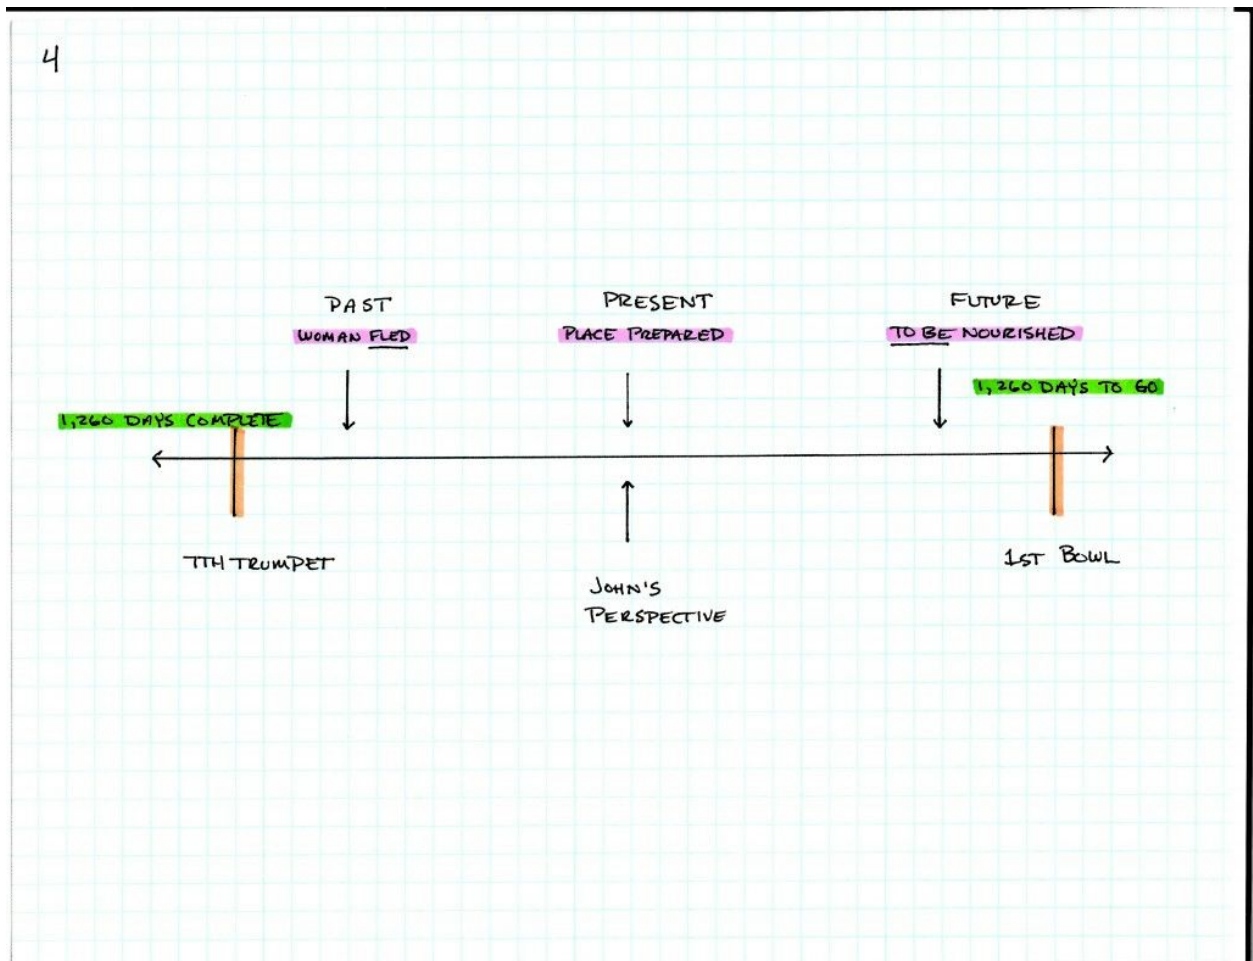 4
PAST
WOMAN FLED
PRESENT
PLACE PREPARED
FUTURE
TO BE NOURISHED
1,260 DAYS TO GO
1,260 DAYS COMPLETE
7TH TRUMPET
1ST BOWL
JOHN'S
PERSPECTIVE